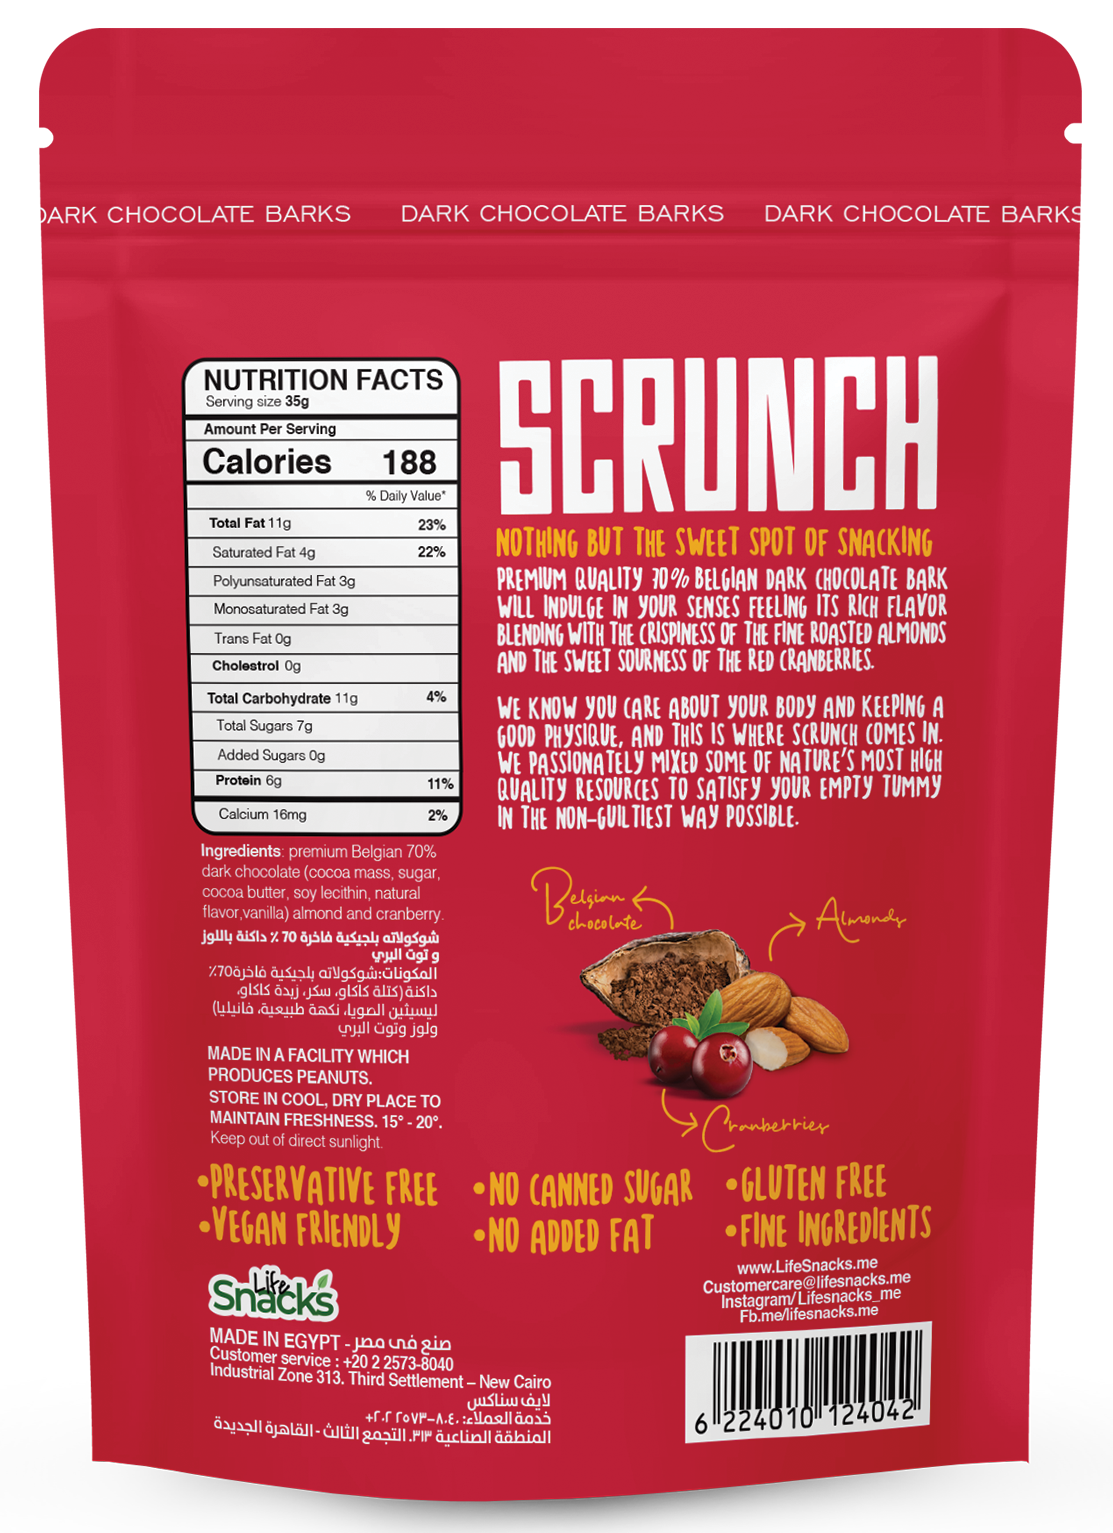 DARK CHOCOLATE BARKS DARK CHOCOLATE BARKS DARK CHOCOLATE BARKS
NUTRITION FACTS
Serving size 35g
Amount Per Serving
Calories 188
% Daily Value*
Total Fat 11g 23%
Saturated Fat 4g 22%
Polyunsaturated Fat 3g
Monosaturated Fat 3g
Trans Fat 0g
Cholestrol 0g
Total Carbohydrate 11g 4%
Total Sugars 7g
Added Sugars 0g
Protein 6g 11%
Calcium 16mg 2%
Ingredients: premium Belgian 70%
dark chocolate (cocoa mass, sugar,
cocoa butter, soy lecithin, natural
flavor,vanilla) almond and cranberry.
شوكولاته بلجيكية فاخرة 70 ٪ داكنة باللوز
و توت البري
المكونات:شوكولاته بلجيكية فاخرة70٪
داكنة(كتلة كاكاو، سكر، زبدة كاكاو،
ليسيثين الصويا، نكهة طبيعية، فانيليا)
ولوز وتوت البري
MADE IN A FACILITY WHICH
PRODUCES PEANUTS.
STORE IN COOL, DRY PLACE TO
MAINTAIN FRESHNESS. 15° - 20°.
Keep out of direct sunlight.
SCRUNCH
NOTHING BUT THE SWEET SPOT OF SNACKING
PREMIUM QUALITY 70% BELGIAN DARK CHOCOLATE BARK
WILL INDULGE IN YOUR SENSES FEELING ITS RICH FLAVOR
BLENDING WITH THE CRISPINESS OF THE FINE ROASTED ALMONDS
AND THE SWEET SOURNESS OF THE RED CRANBERRIES.
WE KNOW YOU CARE ABOUT YOUR BODY AND KEEPING A
GOOD PHYSIQUE, AND THIS IS WHERE SCRUNCH COMES IN.
WE PASSIONATELY MIXED SOME OF NATURE'S MOST HIGH
QUALITY RESOURCES TO SATISFY YOUR EMPTY TUMMY
IN THE NON-GUILTIEST WAY POSSIBLE.
Belgian
chocolate
Almonds
Cranberries
•PRESERVATIVE FREE •NO CANNED SUGAR •GLUTEN FREE
•VEGAN FRIENDLY •NO ADDED FAT •FINE INGREDIENTS
Life
Snacks
MADE IN EGYPT - صنع فى مصر
Customer service : +20 2 2573-8040
Industrial Zone 313. Third Settlement – New Cairo
لايف سناكس
خدمة العملاء: ٨٠٤٠-٢٥٧٣ ٢٠٢+
المنطقة الصناعية ٣١٣. التجمع الثالث - القاهرة الجديدة
www.LifeSnacks.me
Customercare@lifesnacks.me
Instagram/Lifesnacks_me
Fb.me/lifesnacks.me
6 224010 124042